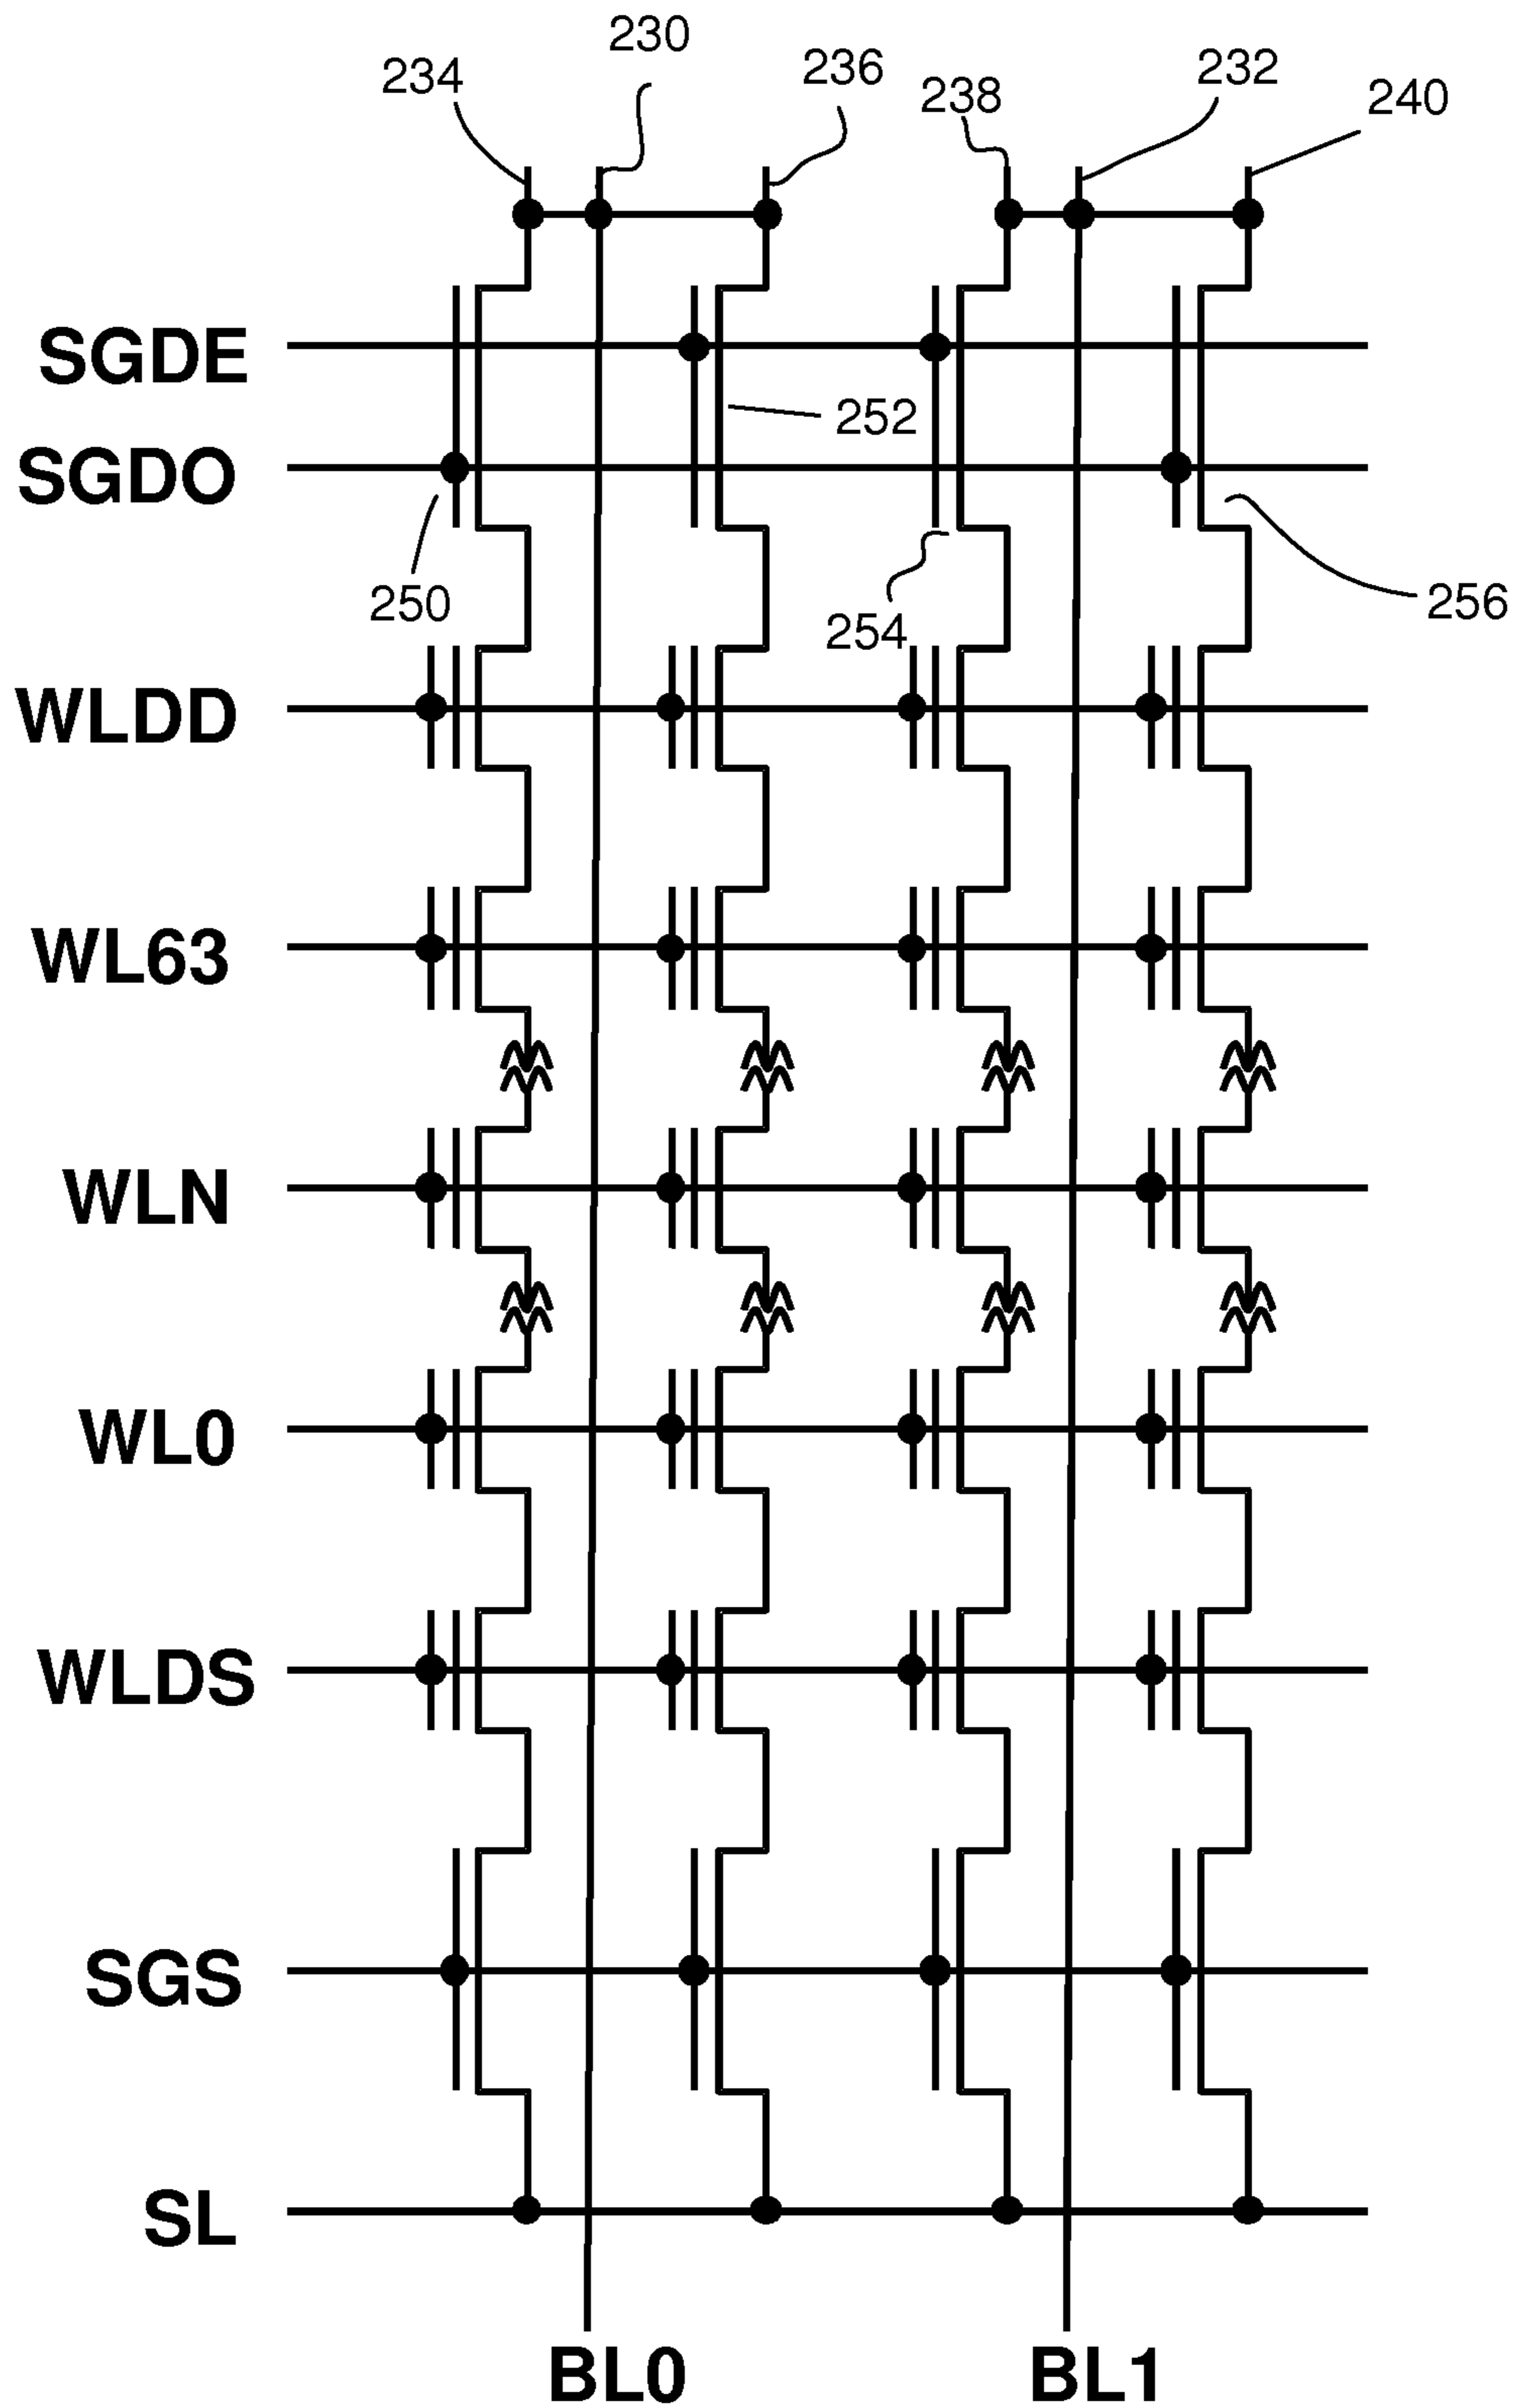 230
234
236
238
232
240
SGDE
252
SGDO
250
254
256
WLDD
WL63
WLN
WL0
WLDS
SGS
SL
BL0
BL1